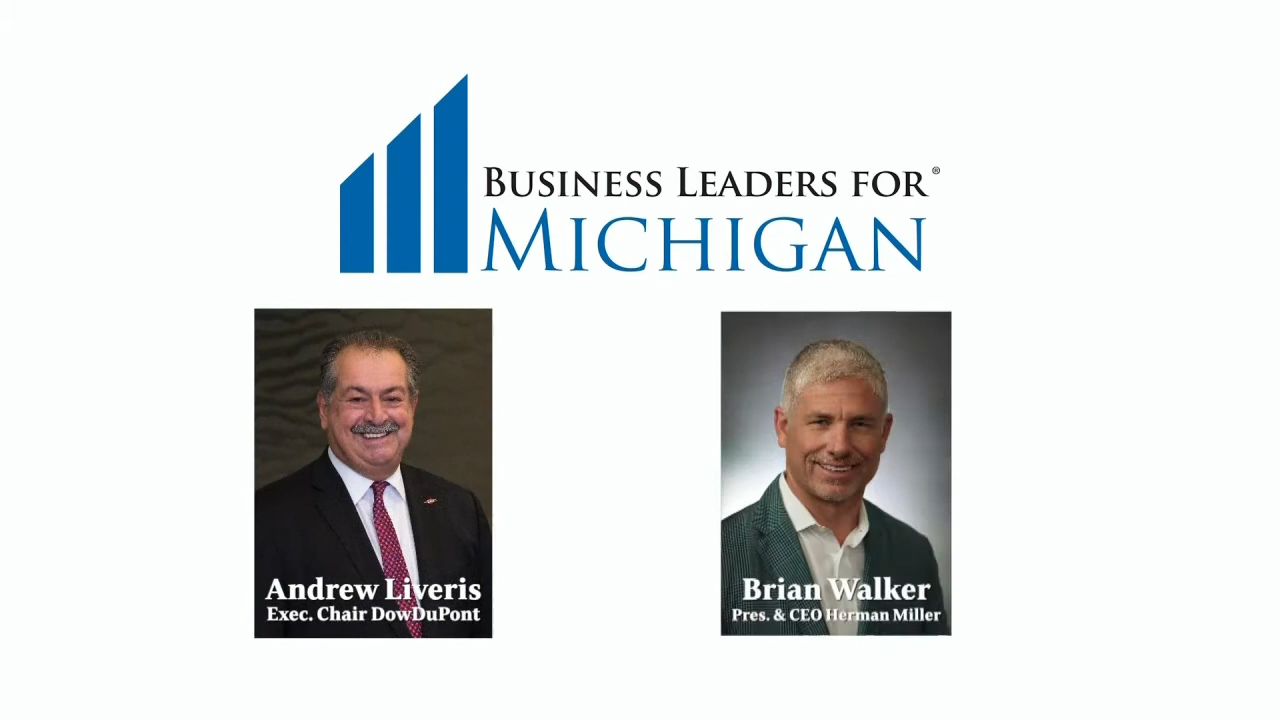 BUSINESS LEADERS FOR®
MICHIGAN
Andrew Liveris
Exec. Chair DowDuPont
Brian Walker
Pres. & CEO Herman Miller